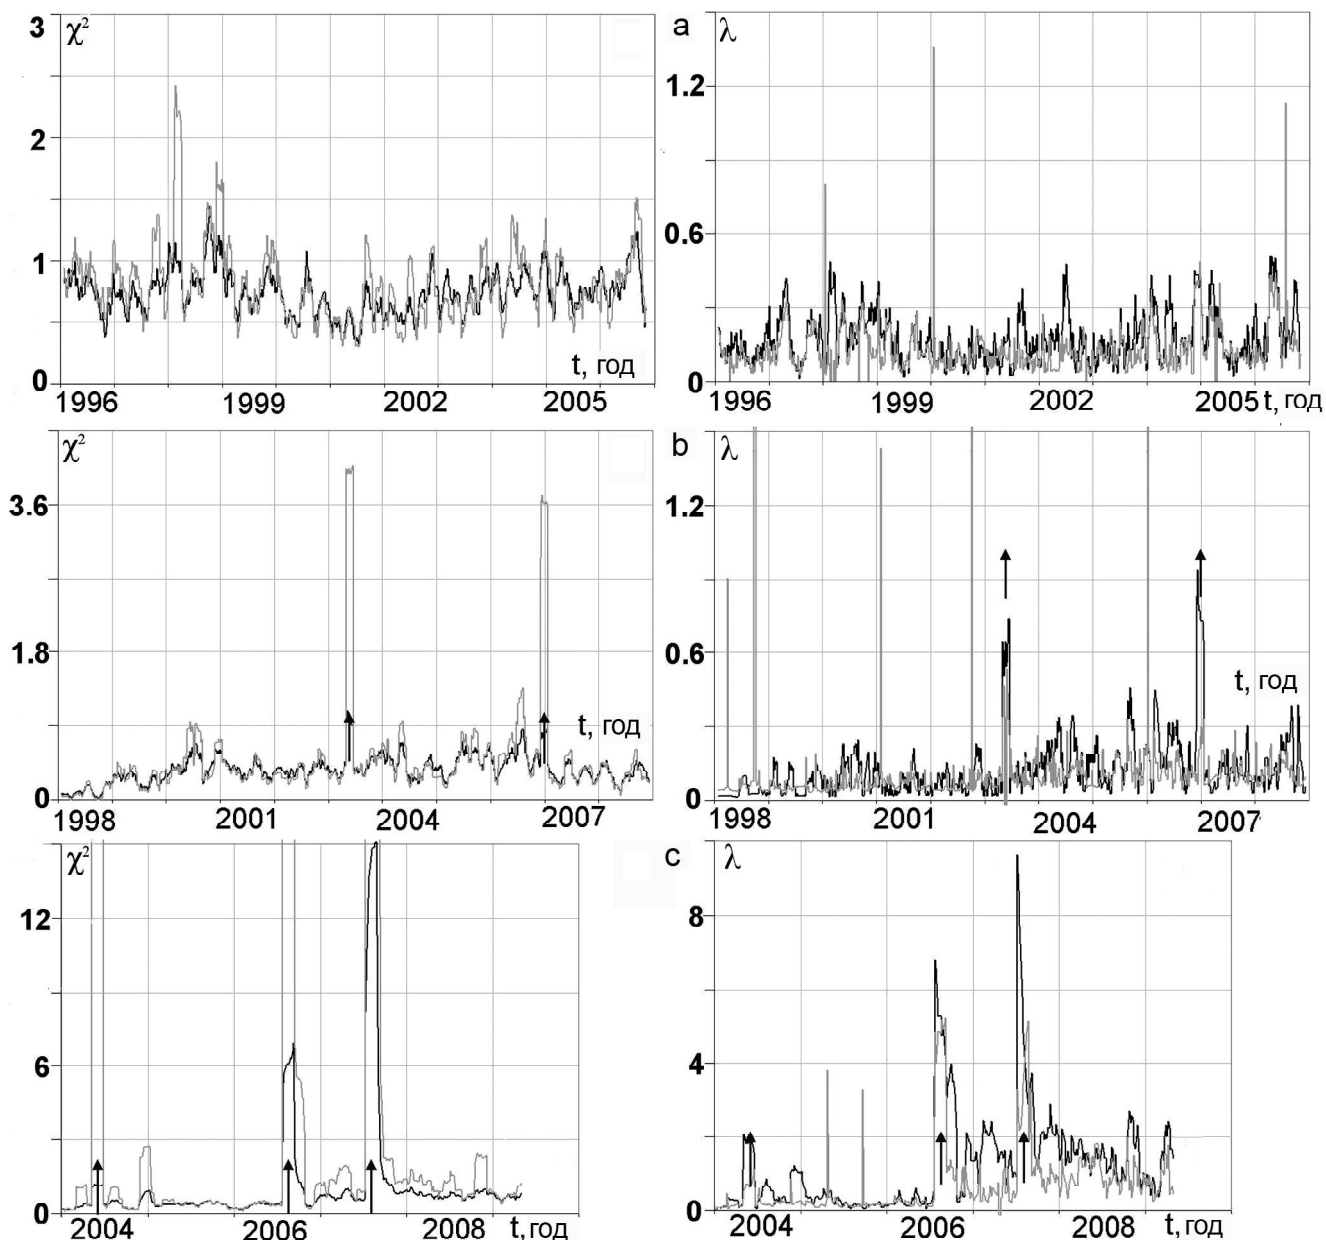 3 χ² a λ
1.2
2
0.6
1
t, год
0 0
1996 1999 2002 2005 1996 1999 2002 2005 t, год
χ² b λ
3.6 1.2
1.8 0.6
t, год
t, год
0 0
1998 2001 2004 2007 1998 2001 2004 2007
χ² c λ
12 8
6 4
0 0
2004 2006 2008 t, год 2004 2006 2008 t, год